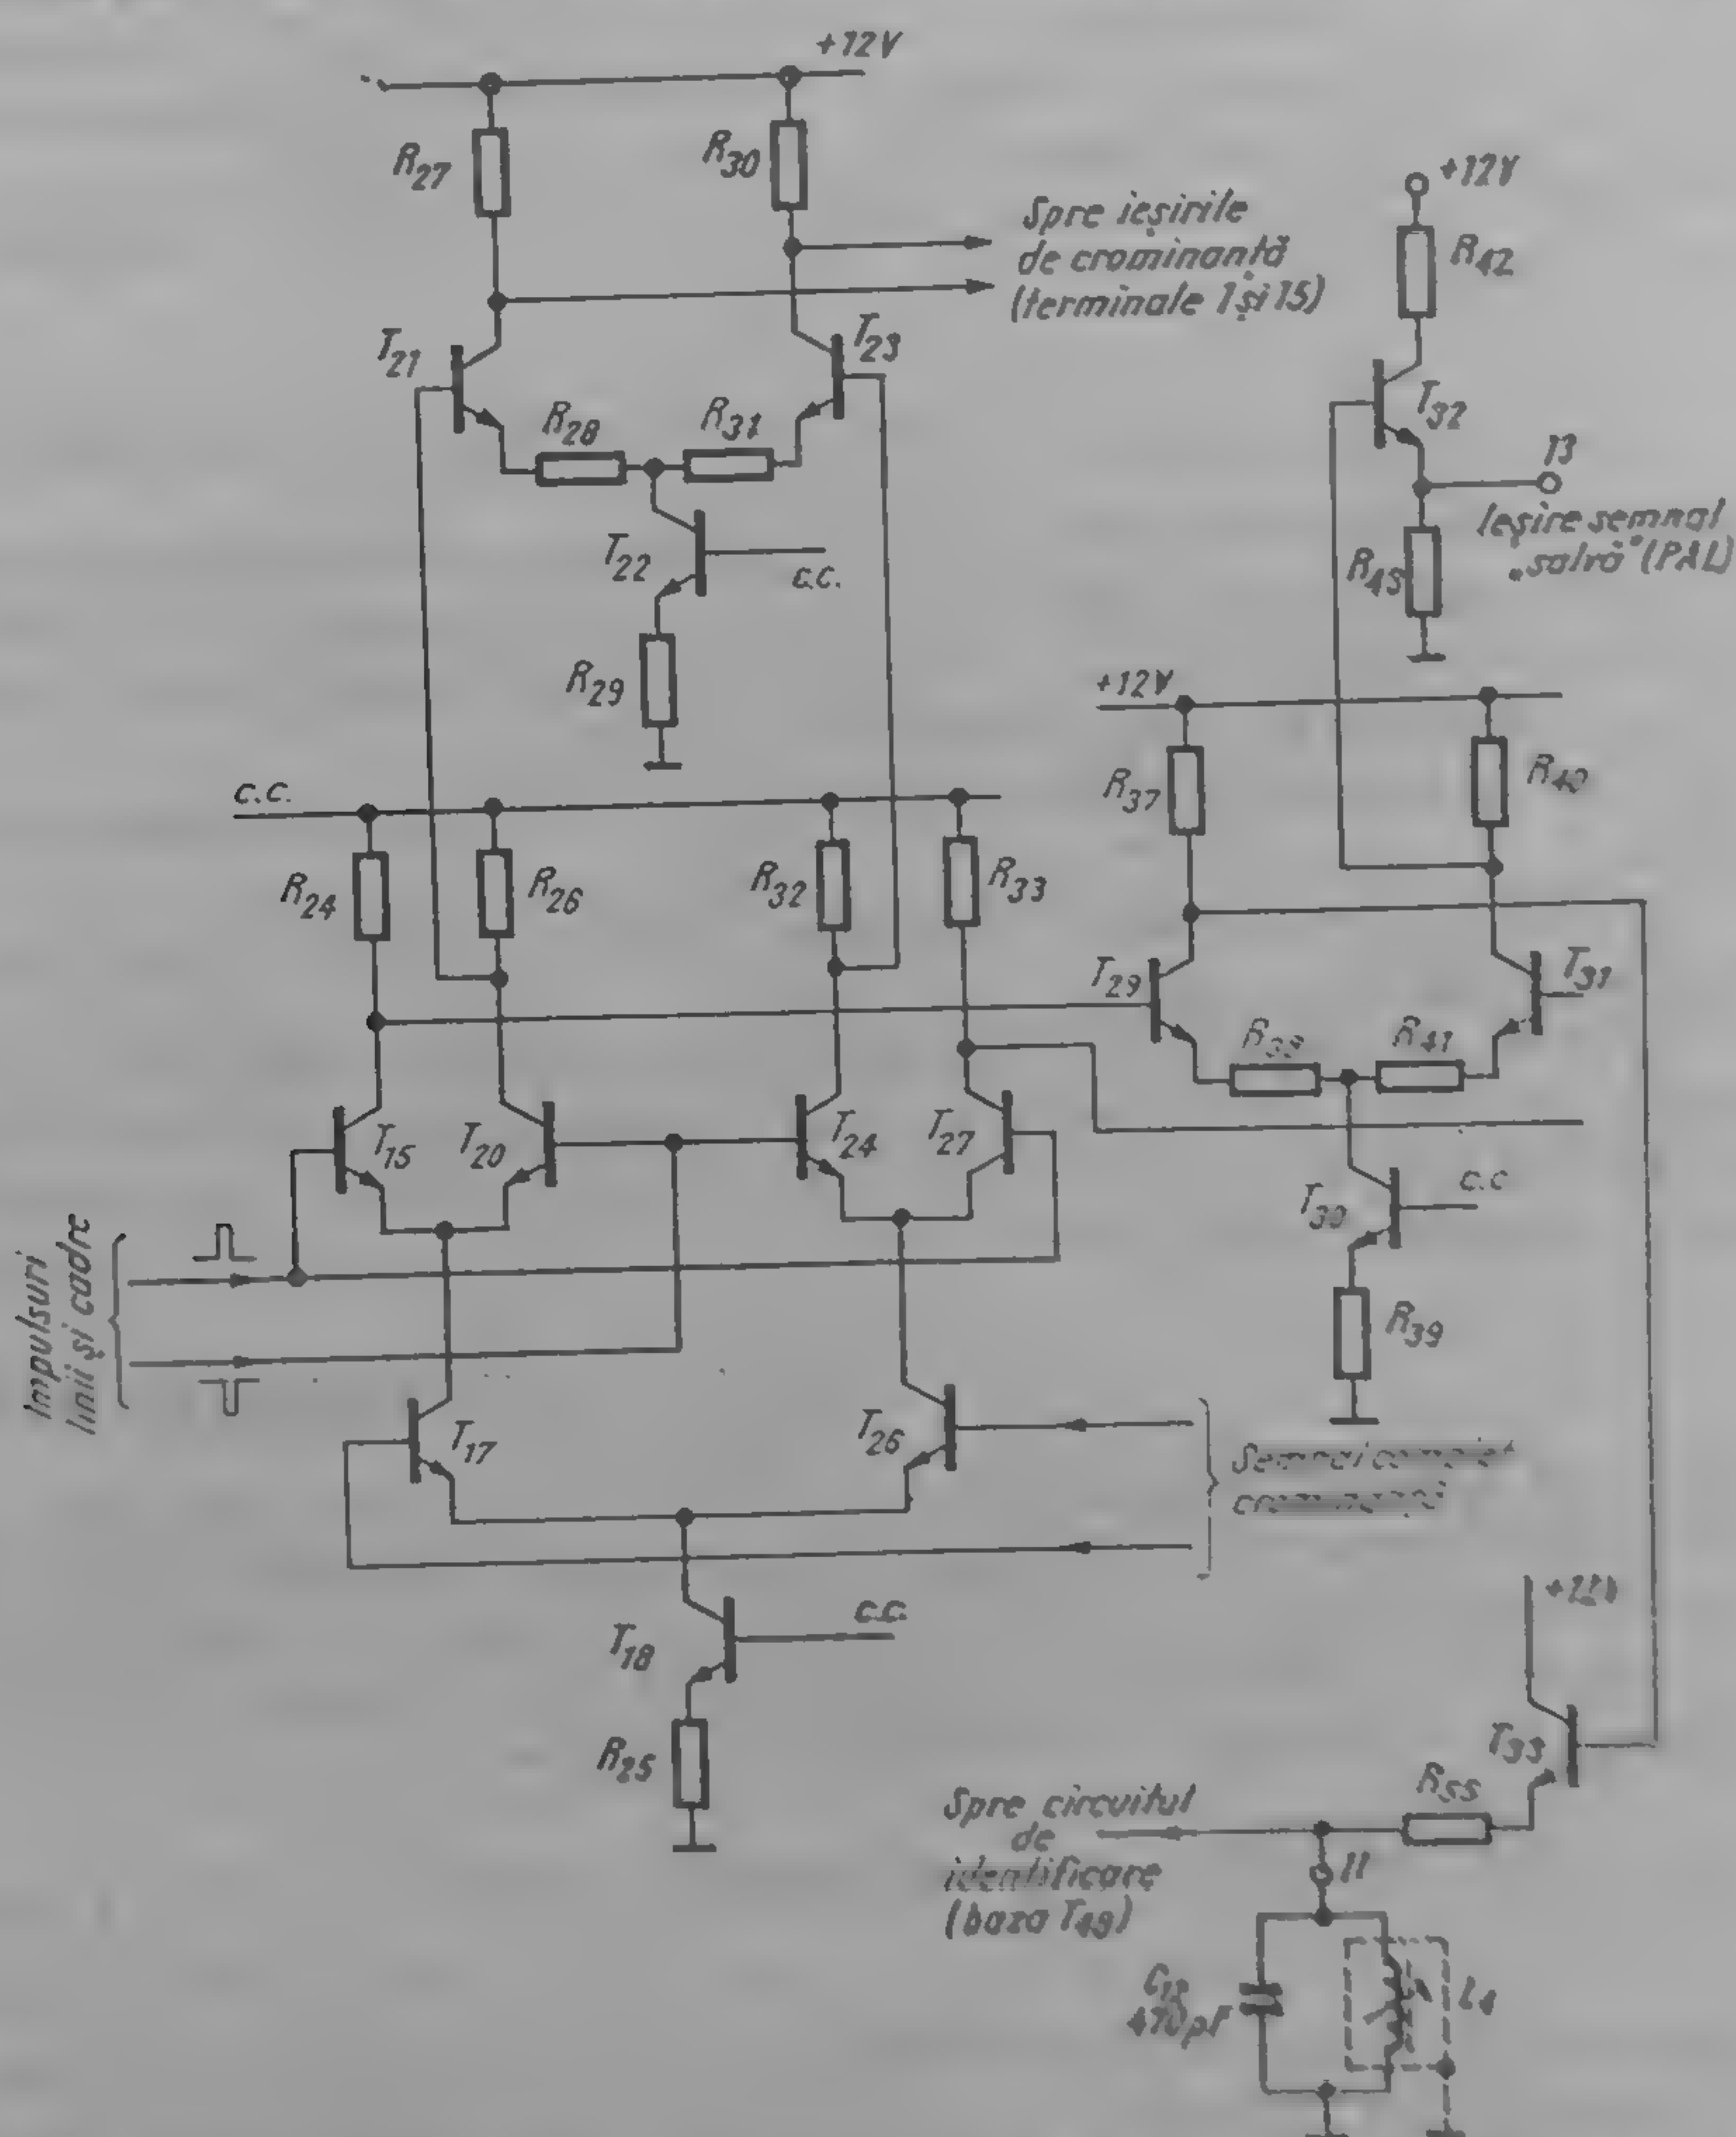 +12V
R27
R30
Spre ieșirile
de crominanță
(terminale 1 și 15)
+12V
R42
T21
T23
T32
R28
R31
13
Ieșire semnal
„salvă" (PAL)
T22
c.c.
R45
R29
+12V
R37
R40
c.c.
R24
R26
R32
R33
T29
T31
R41
T15
T20
T24
T27
T30
c.c
Impulsuri
linii și cadre
R39
T17
T26
T18
c.c.
+12V
R25
T33
R55
Spre circuitul
de
identificare
(baza T49)
11
470pF
L4